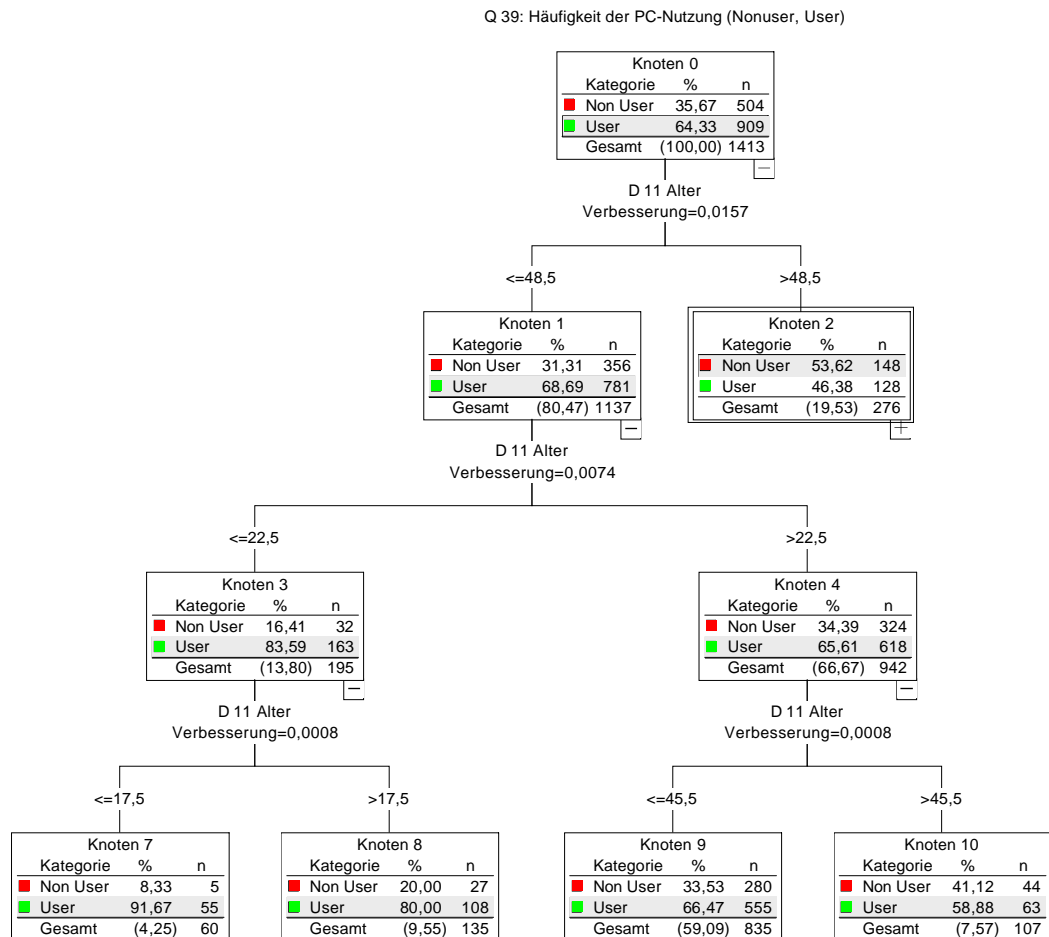 Q 39: Häufigkeit der PC-Nutzung (Nonuser, User)
Knoten 0
Kategorie % n
Non User 35,67 504
User 64,33 909
Gesamt (100,00) 1413
D 11 Alter
Verbesserung=0,0157
<=48,5 >48,5
Knoten 1
Kategorie % n
Non User 31,31 356
User 68,69 781
Gesamt (80,47) 1137
Knoten 2
Kategorie % n
Non User 53,62 148
User 46,38 128
Gesamt (19,53) 276
D 11 Alter
Verbesserung=0,0074
<=22,5 >22,5
Knoten 3
Kategorie % n
Non User 16,41 32
User 83,59 163
Gesamt (13,80) 195
Knoten 4
Kategorie % n
Non User 34,39 324
User 65,61 618
Gesamt (66,67) 942
D 11 Alter
Verbesserung=0,0008
D 11 Alter
Verbesserung=0,0008
<=17,5 >17,5 <=45,5 >45,5
Knoten 7
Kategorie % n
Non User 8,33 5
User 91,67 55
Gesamt (4,25) 60
Knoten 8
Kategorie % n
Non User 20,00 27
User 80,00 108
Gesamt (9,55) 135
Knoten 9
Kategorie % n
Non User 33,53 280
User 66,47 555
Gesamt (59,09) 835
Knoten 10
Kategorie % n
Non User 41,12 44
User 58,88 63
Gesamt (7,57) 107